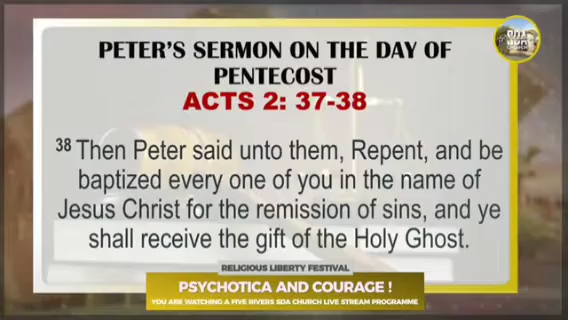 PETER'S SERMON ON THE DAY OF
PENTECOST
ACTS 2: 37-38
38 Then Peter said unto them, Repent, and be
baptized every one of you in the name of
Jesus Christ for the remission of sins, and ye
shall receive the gift of the Holy Ghost.
RELIGIOUS LIBERTY FESTIVAL
PSYCHOTICA AND COURAGE !
YOU ARE WATCHING A FIVE RIVERS SDA CHURCH LIVE STREAM PROGRAMME
SDA